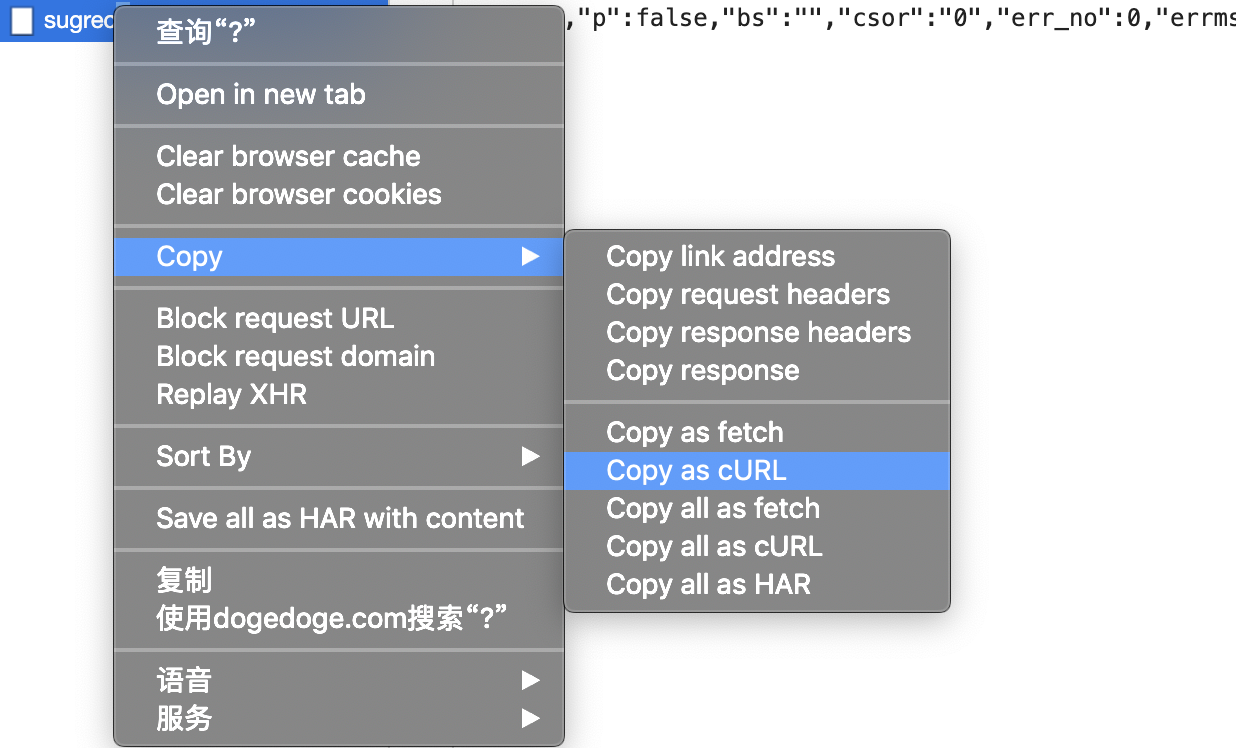 sugrec
,"p":false,"bs":"","csor":"0","err_no":0,"errms
查询“?”
Open in new tab
Clear browser cache
Clear browser cookies
Copy
Block request URL
Block request domain
Replay XHR
Sort By
Save all as HAR with content
复制
使用dogedoge.com搜索“?”
语音
服务
Copy link address
Copy request headers
Copy response headers
Copy response
Copy as fetch
Copy as cURL
Copy all as fetch
Copy all as cURL
Copy all as HAR